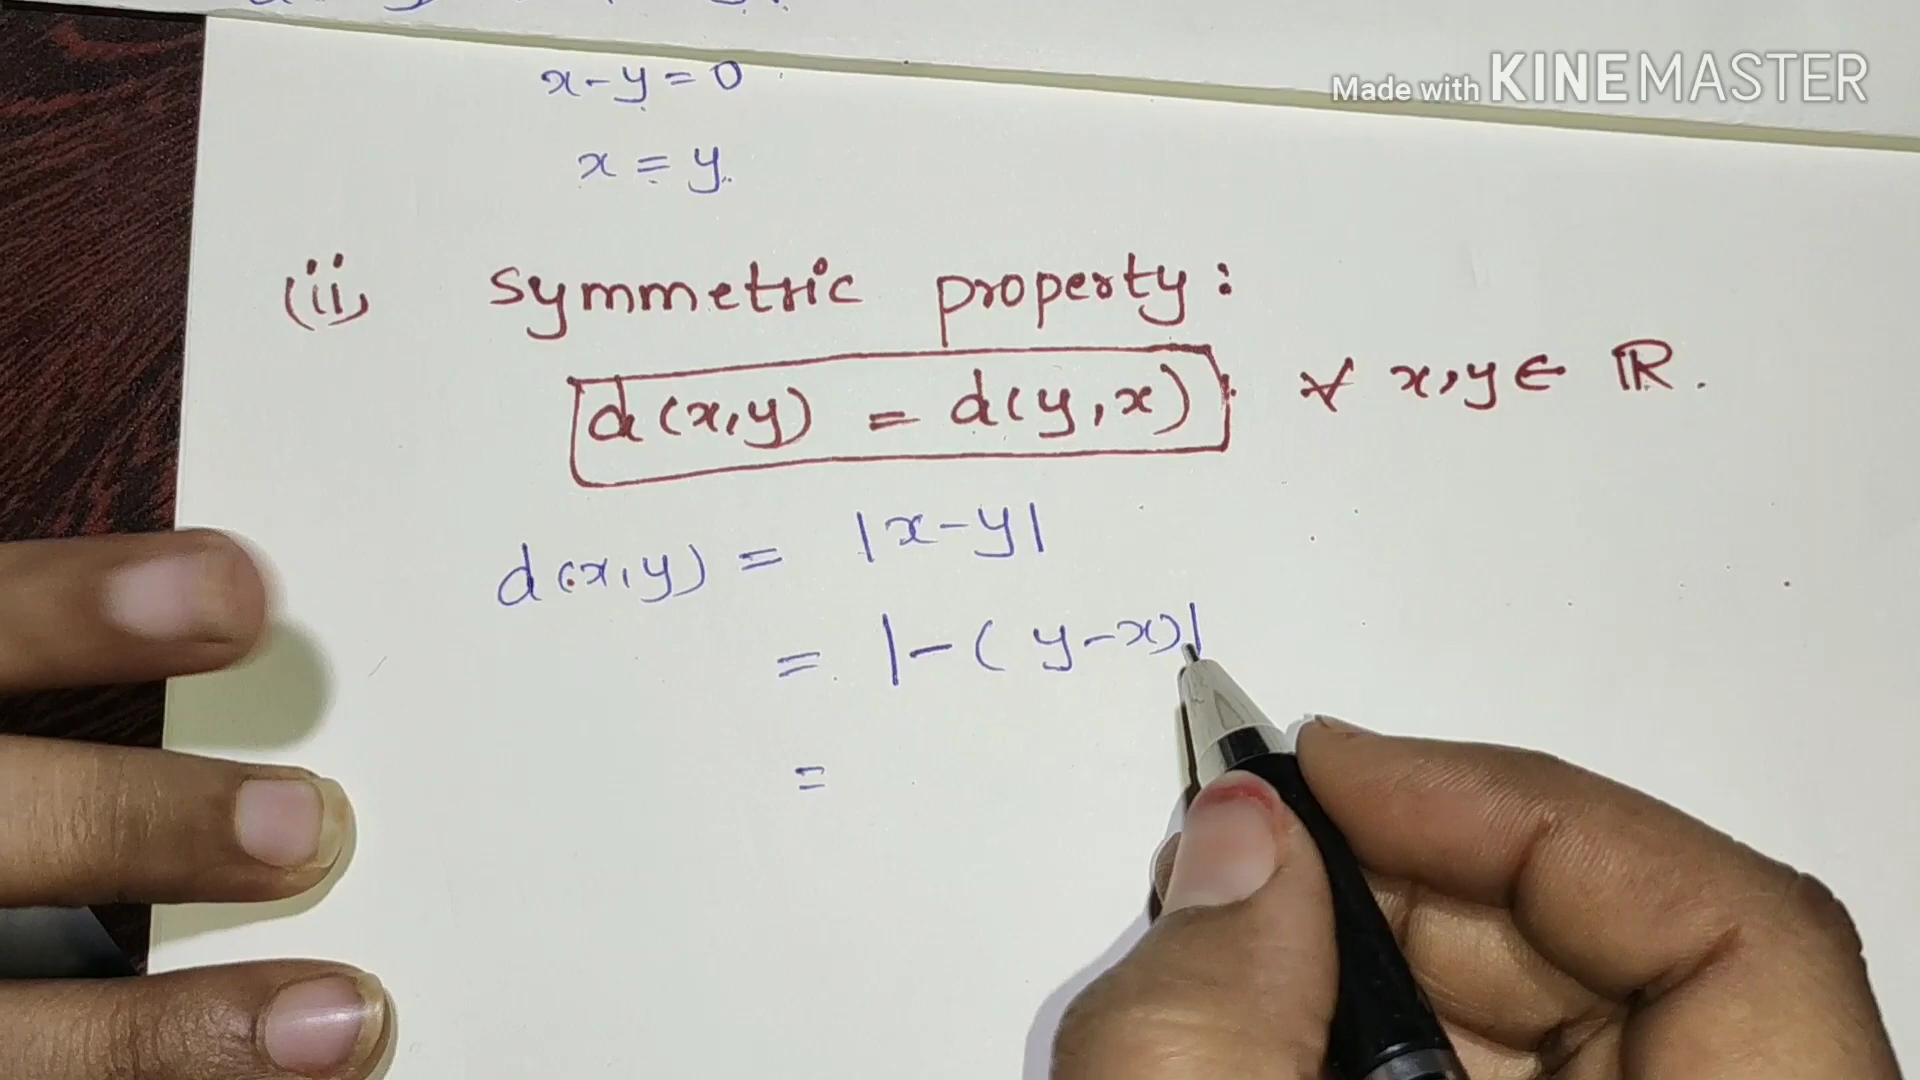 Made with KINEMASTER
x-y=0
x = y.
(ii) Symmetric property:
d(x,y) = d(y,x) ∀ x,y ∈ ℝ.
d(x,y) = |x-y|
= |-(y-x)|
=